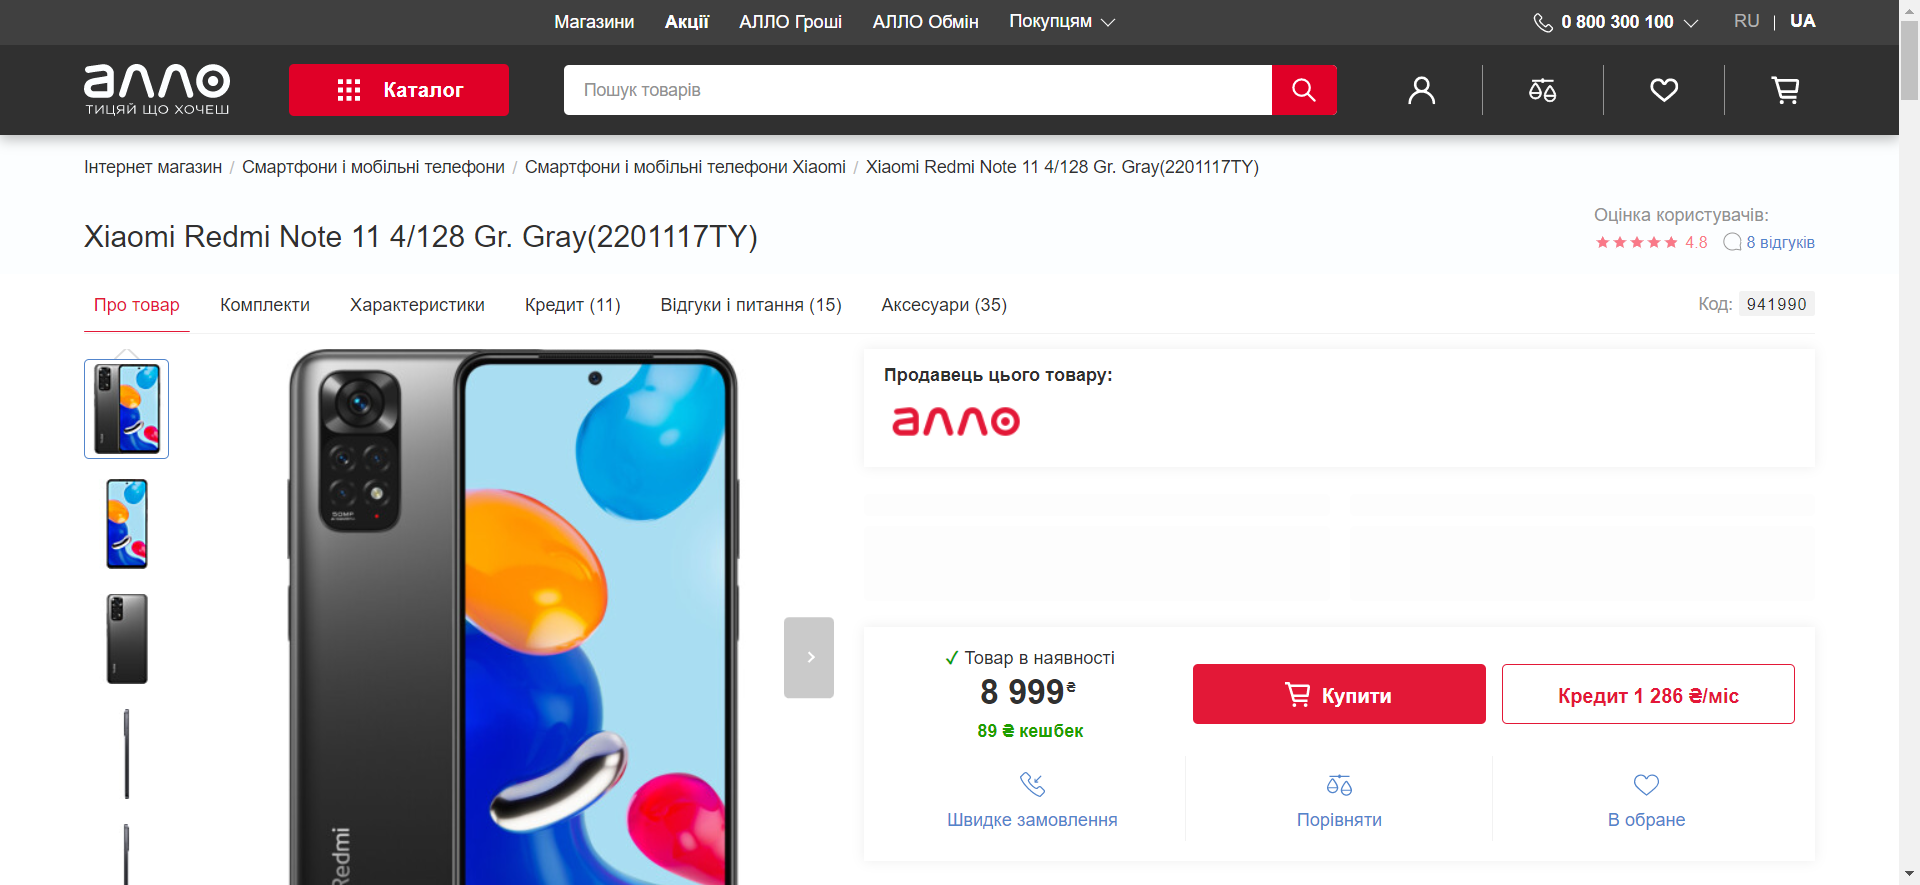 Магазини Акції АЛЛО Гроші АЛЛО Обмін Покупцям 0 800 300 100 RU | UA
алло
ТИЦЯЙ ЩО ХОЧЕШ
Каталог
Пошук товарів
Інтернет магазин / Смартфони і мобільні телефони / Смартфони і мобільні телефони Xiaomi / Xiaomi Redmi Note 11 4/128 Gr. Gray(2201117TY)
Xiaomi Redmi Note 11 4/128 Gr. Gray(2201117TY)
Оцінка користувачів:
4.8 8 відгуків
Про товар Комплекти Характеристики Кредит (11) Відгуки і питання (15) Аксесуари (35)
Код: 941990
Продавець цього товару:
алло
50MP
Redmi
Товар в наявності
8 999₴
89 ₴ кешбек
Купити
Кредит 1 286 ₴/міс
Швидке замовлення
Порівняти
В обране